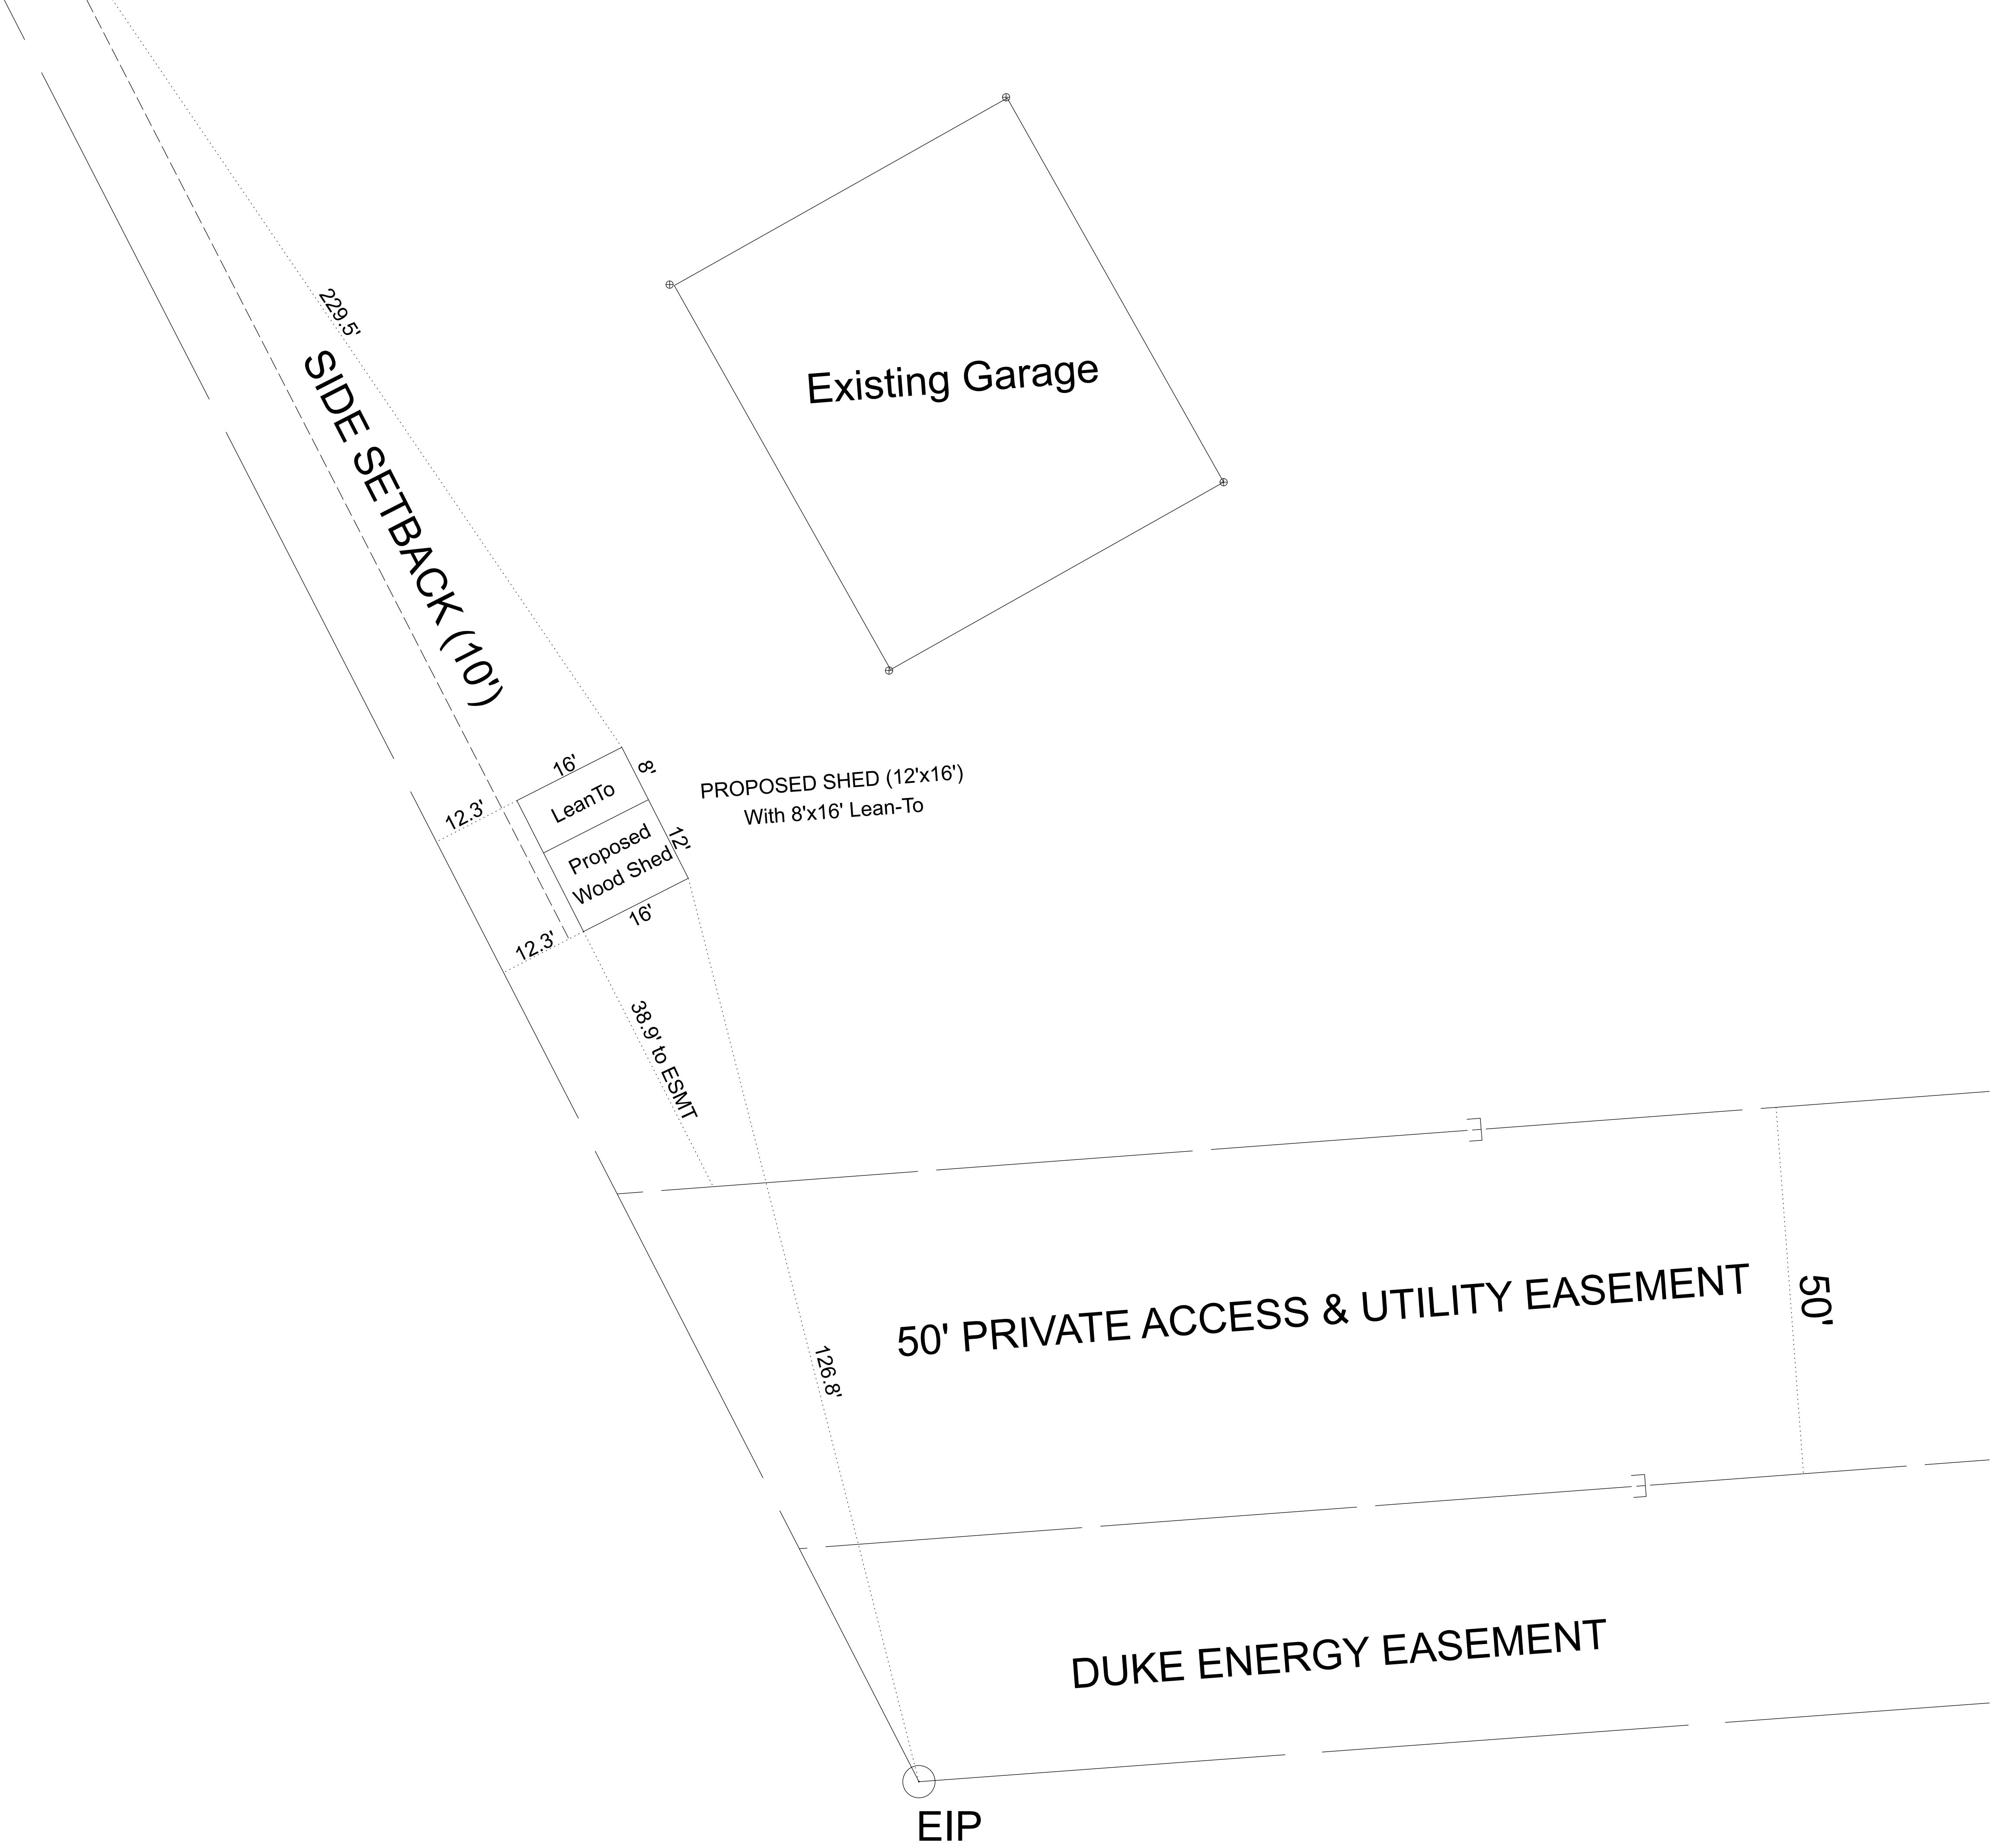 229.5'
Existing Garage
SIDE SETBACK (10')
16'
8'
LeanTo
PROPOSED SHED (12'x16')
With 8'x16' Lean-To
12.3'
12'
Proposed
Wood Shed
16'
12.3'
38.9' to ESMT
50' PRIVATE ACCESS & UTILITY EASEMENT
50'
126.8'
DUKE ENERGY EASEMENT
EIP